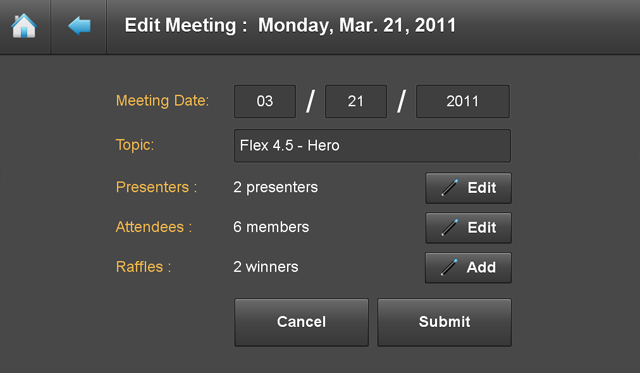 Edit Meeting :  Monday, Mar. 21, 2011
Meeting Date: 03 / 21 / 2011
Topic: Flex 4.5 - Hero
Presenters : 2 presenters Edit
Attendees : 6 members Edit
Raffles : 2 winners Add
Cancel Submit